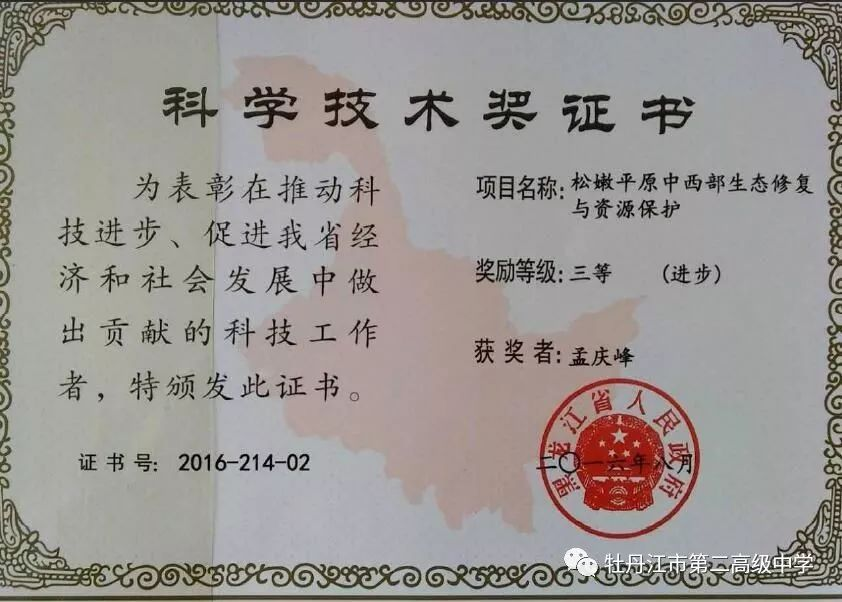 科学技术奖证书
为表彰在推动科
技进步、促进我省经
济和社会发展中做
出贡献的科技工作
者，特颁发此证书。
证书号：2016-214-02
项目名称：松嫩平原中西部生态修复
与资源保护
奖励等级：三等 （进步）
获奖者：孟庆峰
黑龙江省人民政府
二〇一六年八月
牡丹江市第二高级中学